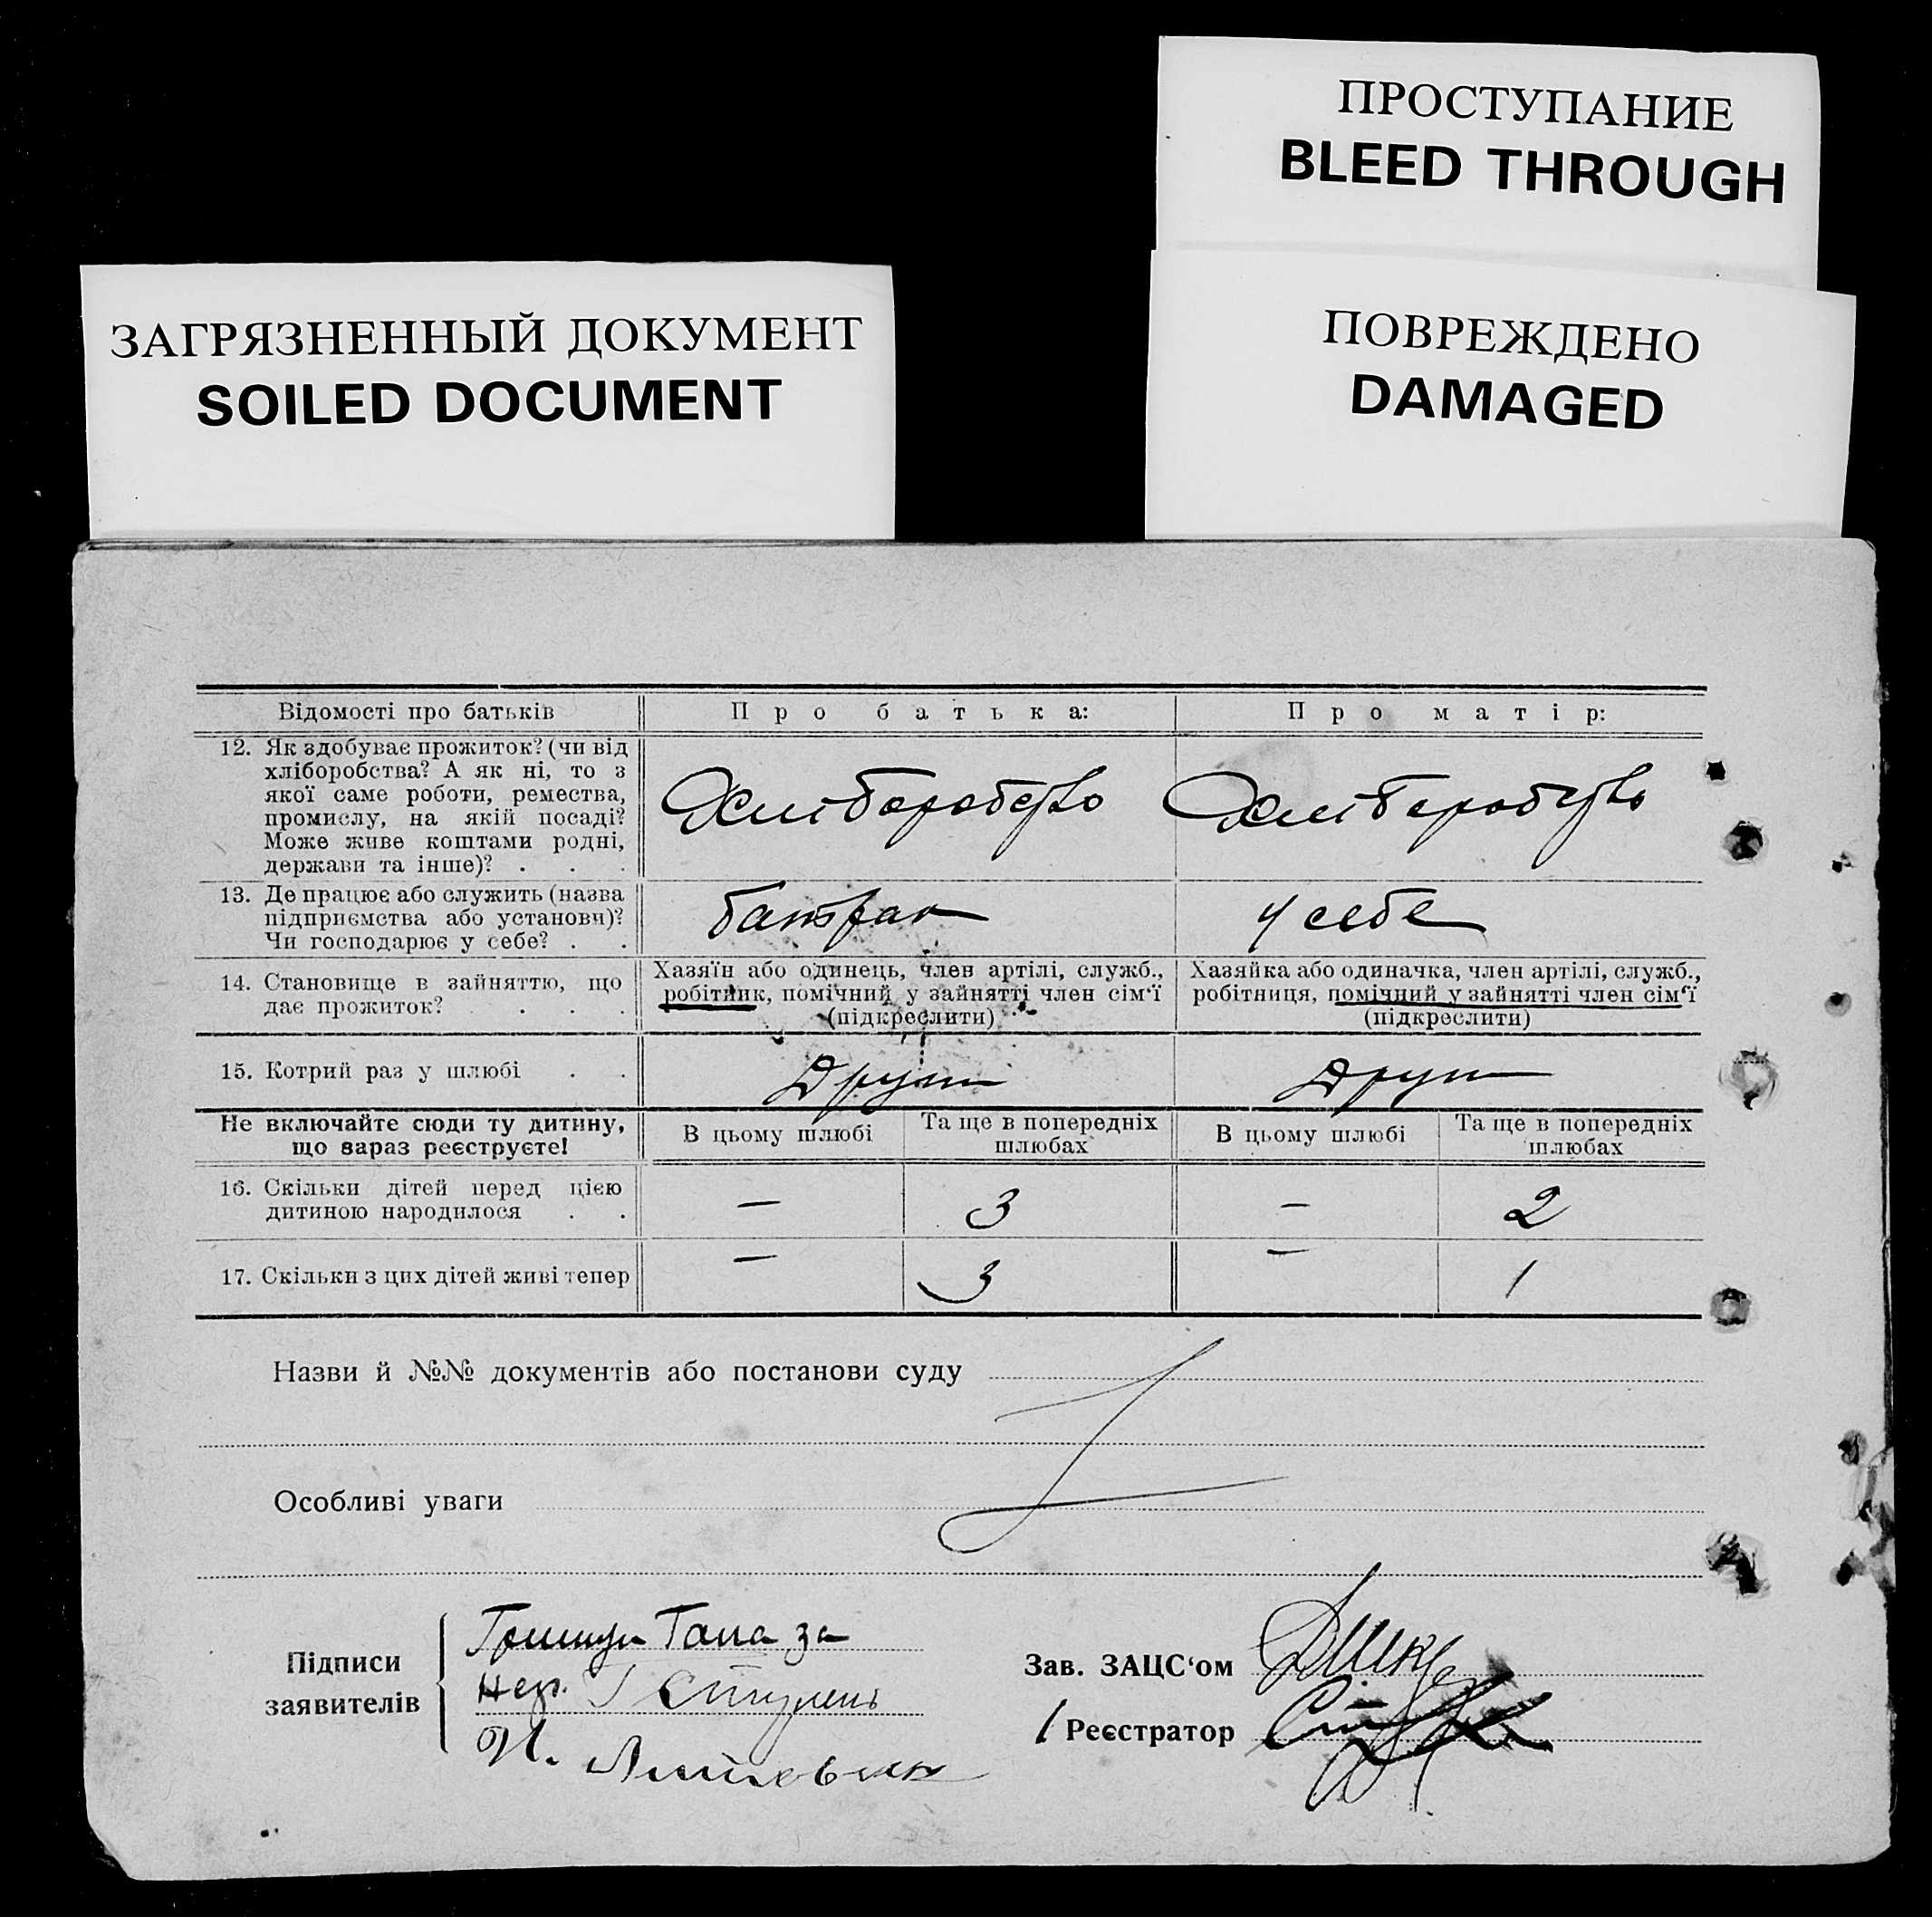 ПРОСТУПАНИЕ
BLEED THROUGH
ЗАГРЯЗНЕННЫЙ ДОКУМЕНТ
SOILED DOCUMENT
ПОВРЕЖДЕНО
DAMAGED
Відомості про батьків
Про батька:
Про матір:
12. Як здобуває прожиток? (чи від
хліборобства? А як ні, то з
якої саме роботи, ремества,
промислу, на якій посаді?
Може живе коштами родні,
держави та інше)? . . .
Хліборобство
Хліборобство
13. Де працює або служить (назва
підприємства або установи)?
Чи господарює у себе? . .
батрак
у себе
14. Становище в зайняттю, що
дає прожиток? . . .
Хазяїн або одинець, член артілі, служб.,
робітник, помічний у зайнятті член сім'ї
(підкреслити)
Хазяйка або одиначка, член артілі, служб.,
робітниця, помічний у зайнятті член сім'ї
(підкреслити)
15. Котрий раз у шлюбі . .
Други
Други
Не включайте сюди ту дитину,
що зараз реєструєте!
В цьому шлюбі
Та ще в попередніх
шлюбах
В цьому шлюбі
Та ще в попередніх
шлюбах
16. Скільки дітей перед цією
дитиною народилося . .
— 3 — 2
17. Скільки з цих дітей живі тепер
— 3 — 1
Назви й №№ документів або постанови суду
Особливі уваги
Підписи
заявителів
Гана за
нер.
Зав. ЗАЦС'ом
Реєстратор